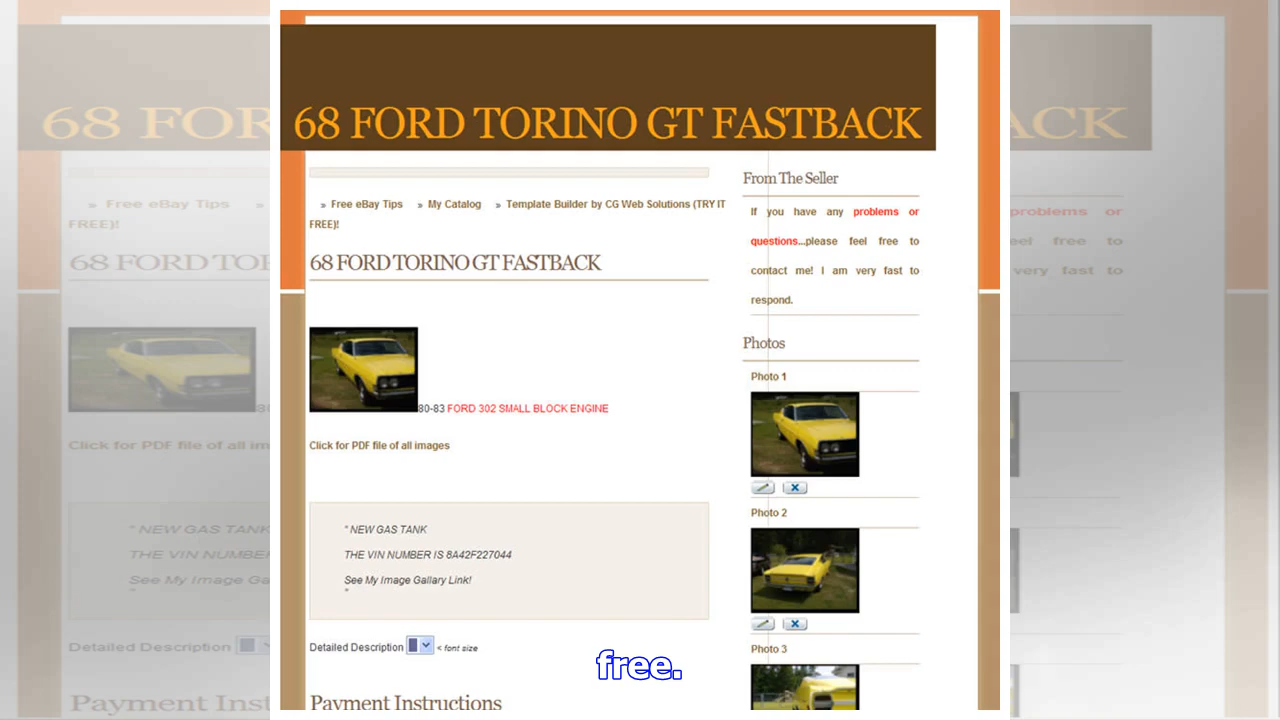 68 FORD TORINO GT FASTBACK
» Free eBay Tips » My Catalog » Template Builder by CG Web Solutions (TRY IT
FREE)!
68 FORD TORINO GT FASTBACK
80-83 FORD 302 SMALL BLOCK ENGINE
Click for PDF file of all images
" NEW GAS TANK
THE VIN NUMBER IS 8A42F227044
See My Image Gallary Link!
"
Detailed Description < font size
Payment Instructions
From The Seller
If you have any problems or
questions...please feel free to
contact me! I am very fast to
respond.
Photos
Photo 1
Photo 2
Photo 3
free.